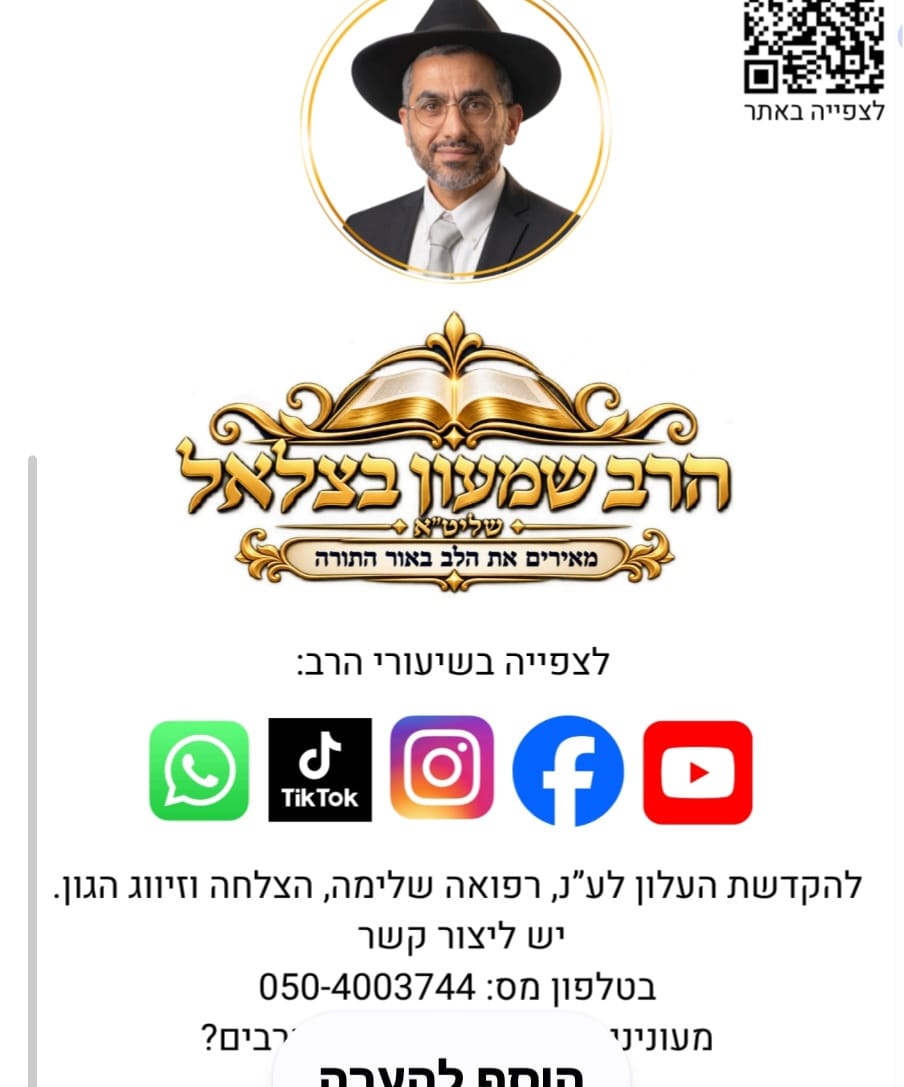 לצפייה באתר
הרב שמעון בצלאל
שליט"א
מאירים את הלב באור התורה
לצפייה בשיעורי הרב:
TikTok
להקדשת העלון לע"נ, רפואה שלימה, הצלחה וזיווג הגון.
יש ליצור קשר
בטלפון מס: 050-4003744